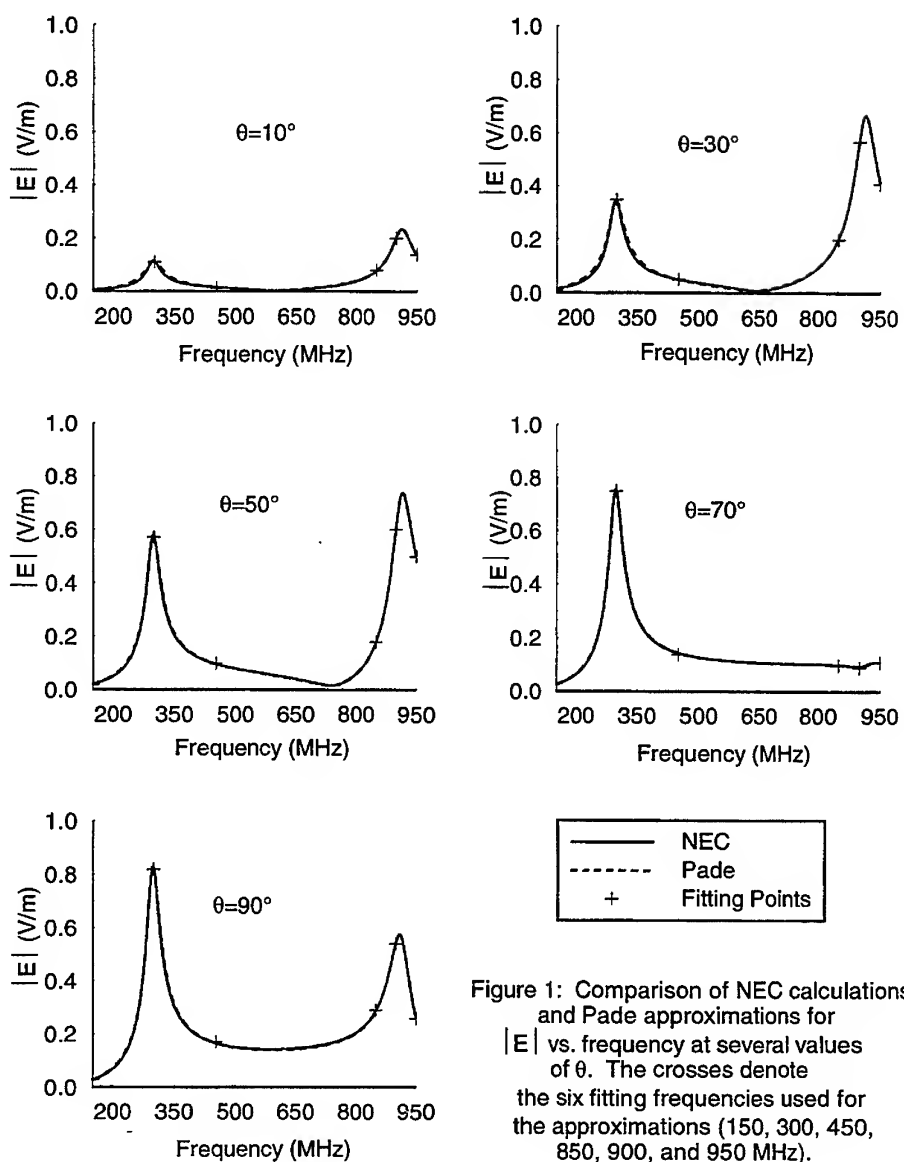 1.0
0.8
0.6
0.4
0.2
0.0
|E| (V/m)
θ=10°
200 350 500 650 800 950
Frequency (MHz)
1.0
0.8
0.6
0.4
0.2
0.0
|E| (V/m)
θ=30°
200 350 500 650 800 950
Frequency (MHz)
1.0
0.8
0.6
0.4
0.2
0.0
|E| (V/m)
θ=50°
200 350 500 650 800 950
Frequency (MHz)
1.0
0.8
0.6
0.4
0.2
0.0
|E| (V/m)
θ=70°
200 350 500 650 800 950
Frequency (MHz)
1.0
0.8
0.6
0.4
0.2
0.0
|E| (V/m)
θ=90°
200 350 500 650 800 950
Frequency (MHz)
NEC
Pade
+ Fitting Points
Figure 1: Comparison of NEC calculations
and Pade approximations for
|E| vs. frequency at several values
of θ. The crosses denote
the six fitting frequencies used for
the approximations (150, 300, 450,
850, 900, and 950 MHz).